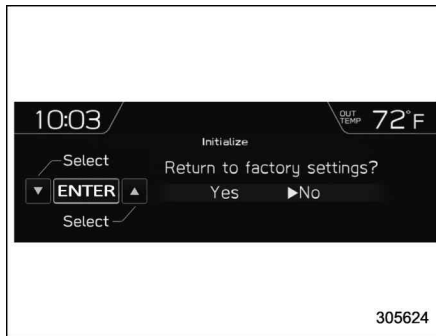 10:03
OUT TEMP 72°F
Initialize
Select
Return to factory settings?
▼ ENTER ▲
Yes ▶No
Select
305624